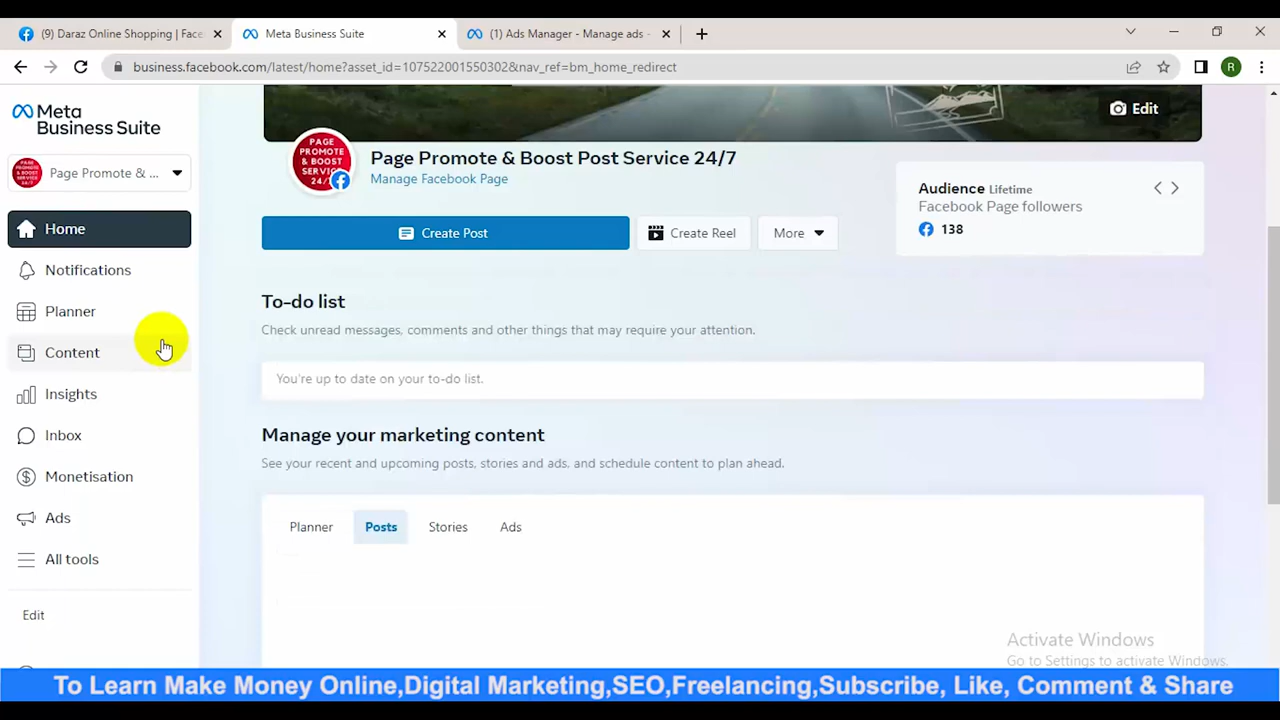 (9) Daraz Online Shopping | Face
Meta Business Suite
(1) Ads Manager - Manage ads -
business.facebook.com/latest/home?asset_id=107522001550302&nav_ref=bm_home_redirect
R
Meta
Business Suite
Page Promote & ...
Home
Notifications
Planner
Content
Insights
Inbox
Monetisation
Ads
All tools
Edit
Edit
PAGE
PROMOTE
& BOOST
SERVICE
24/7
Page Promote & Boost Post Service 24/7
Manage Facebook Page
Create Post
Create Reel
More
Audience Lifetime
Facebook Page followers
138
To-do list
Check unread messages, comments and other things that may require your attention.
You're up to date on your to-do list.
Manage your marketing content
See your recent and upcoming posts, stories and ads, and schedule content to plan ahead.
Planner
Posts
Stories
Ads
Activate Windows
Go to Settings to activate Windows.
To Learn Make Money Online,Digital Marketing,SEO,Freelancing,Subscribe, Like, Comment & Share